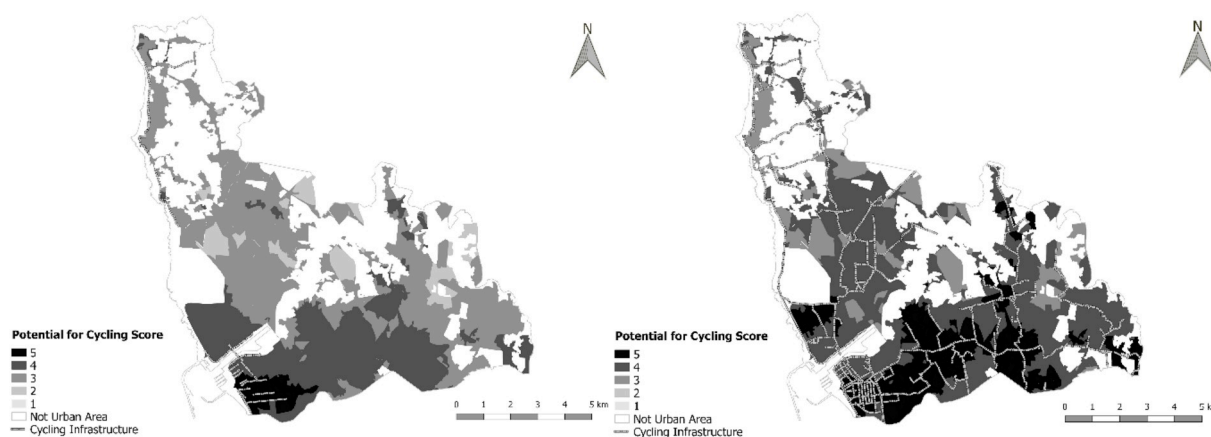 N
Potential for Cycling Score
5
4
3
2
1
Not Urban Area
Cycling Infrastructure
0 1 2 3 4 5 km
N
Potential for Cycling Score
5
4
3
2
1
Not Urban Area
Cycling Infrastructure
0 1 2 3 4 5 k